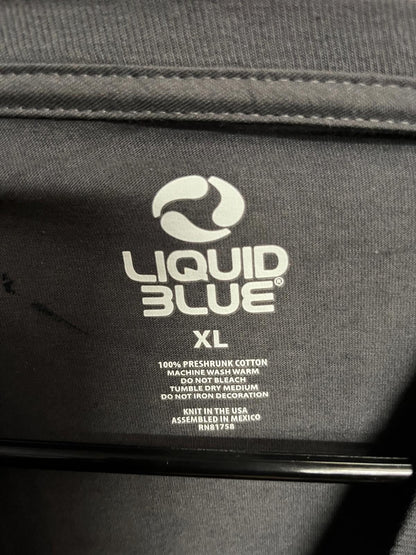 LIQUID
BLUE®
XL
100% PRESHRUNK COTTON
MACHINE WASH WARM
DO NOT BLEACH
TUMBLE DRY MEDIUM
DO NOT IRON DECORATION
KNIT IN THE USA
ASSEMBLED IN MEXICO
RN81758